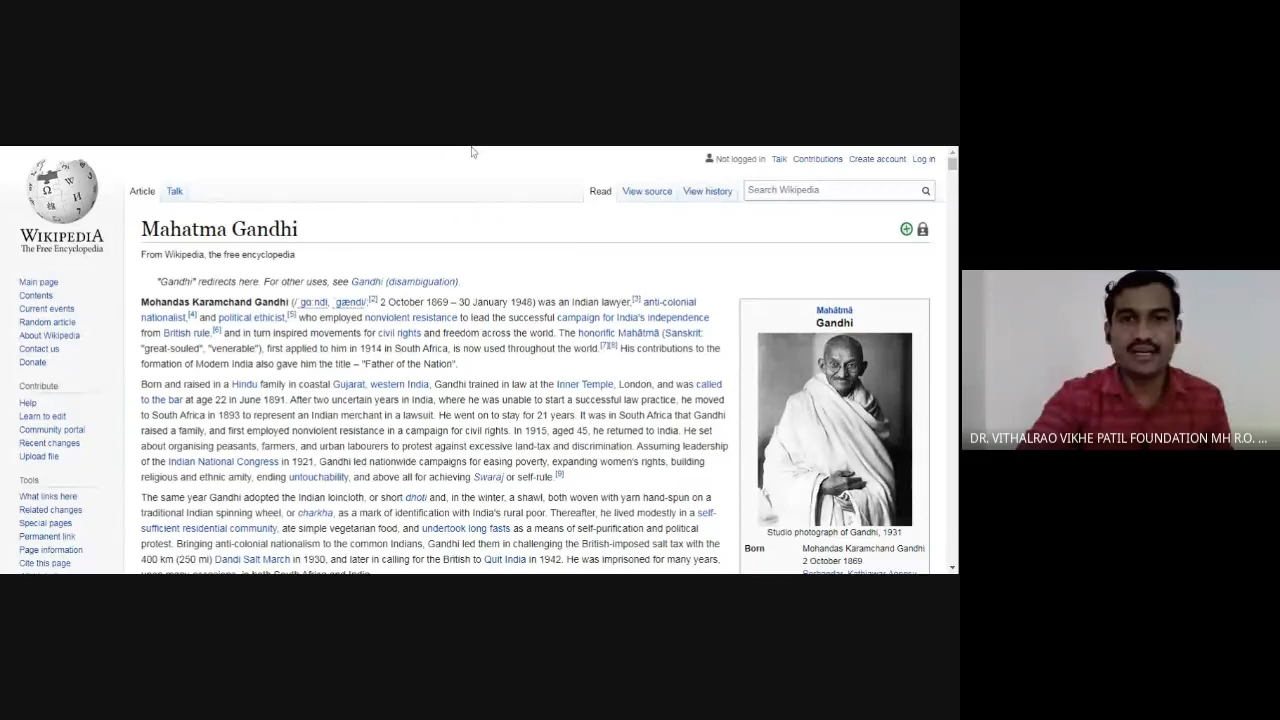 Not logged in Talk Contributions Create account Log in
Article Talk
Read View source View history
Search Wikipedia
WIKIPEDIA
The Free Encyclopedia
Main page
Contents
Current events
Random article
About Wikipedia
Contact us
Donate
Contribute
Help
Learn to edit
Community portal
Recent changes
Upload file
Tools
What links here
Related changes
Special pages
Permanent link
Page information
Cite this page
Mahatma Gandhi
From Wikipedia, the free encyclopedia
"Gandhi" redirects here. For other uses, see Gandhi (disambiguation).
Mohandas Karamchand Gandhi (/ˈɡɑːndi, ˈɡændi/;[2] 2 October 1869 – 30 January 1948) was an Indian lawyer,[3] anti-colonial
nationalist,[4] and political ethicist,[5] who employed nonviolent resistance to lead the successful campaign for India's independence
from British rule,[6] and in turn inspired movements for civil rights and freedom across the world. The honorific Mahātmā (Sanskrit:
"great-souled", "venerable"), first applied to him in 1914 in South Africa, is now used throughout the world.[7][8] His contributions to the
formation of Modern India also gave him the title – "Father of the Nation".
Born and raised in a Hindu family in coastal Gujarat, western India, Gandhi trained in law at the Inner Temple, London, and was called
to the bar at age 22 in June 1891. After two uncertain years in India, where he was unable to start a successful law practice, he moved
to South Africa in 1893 to represent an Indian merchant in a lawsuit. He went on to stay for 21 years. It was in South Africa that Gandhi
raised a family, and first employed nonviolent resistance in a campaign for civil rights. In 1915, aged 45, he returned to India. He set
about organising peasants, farmers, and urban labourers to protest against excessive land-tax and discrimination. Assuming leadership
of the Indian National Congress in 1921, Gandhi led nationwide campaigns for easing poverty, expanding women's rights, building
religious and ethnic amity, ending untouchability, and above all for achieving Swaraj or self-rule.[9]
The same year Gandhi adopted the Indian loincloth, or short dhoti and, in the winter, a shawl, both woven with yarn hand-spun on a
traditional Indian spinning wheel, or charkha, as a mark of identification with India's rural poor. Thereafter, he lived modestly in a self-
sufficient residential community, ate simple vegetarian food, and undertook long fasts as a means of self-purification and political
protest. Bringing anti-colonial nationalism to the common Indians, Gandhi led them in challenging the British-imposed salt tax with the
400 km (250 mi) Dandi Salt March in 1930, and later in calling for the British to Quit India in 1942. He was imprisoned for many years,
Mahātmā
Gandhi
Studio photograph of Gandhi, 1931
Born Mohandas Karamchand Gandhi
2 October 1869
DR. VITHALRAO VIKHE PATIL FOUNDATION MH R.O. ...